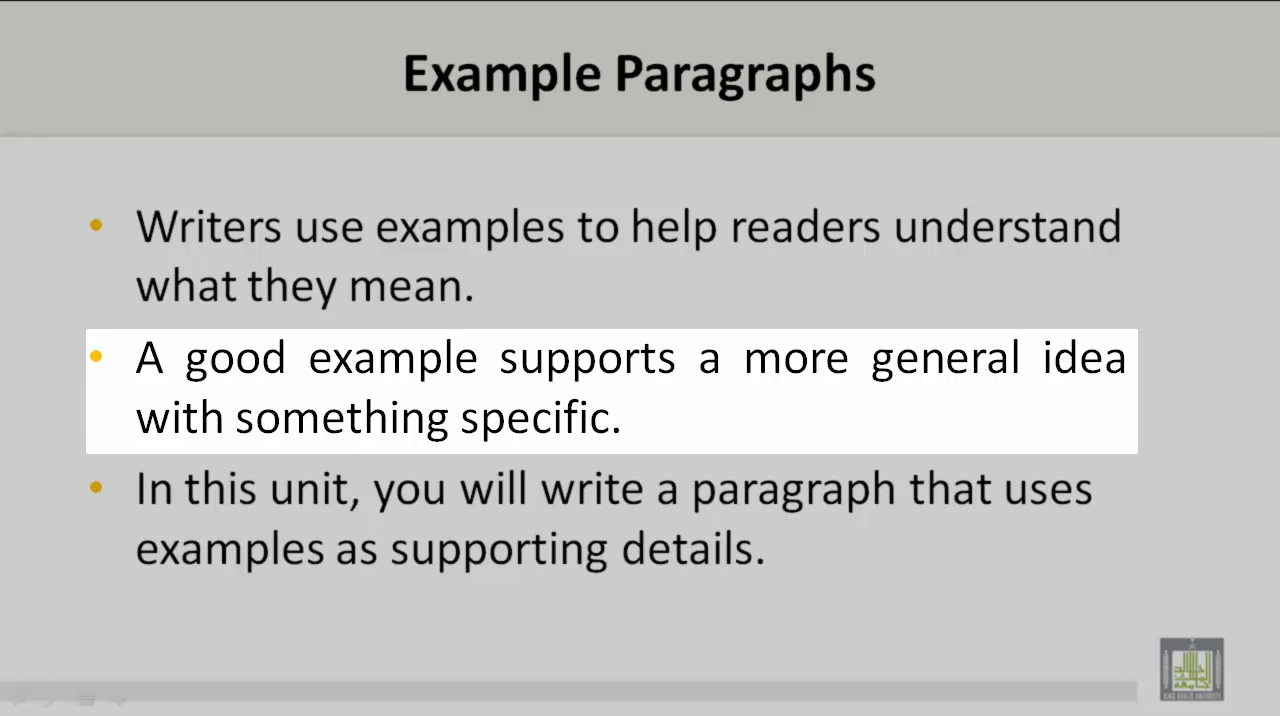 Example Paragraphs
• Writers use examples to help readers understand
what they mean.
• A good example supports a more general idea
with something specific.
• In this unit, you will write a paragraph that uses
examples as supporting details.